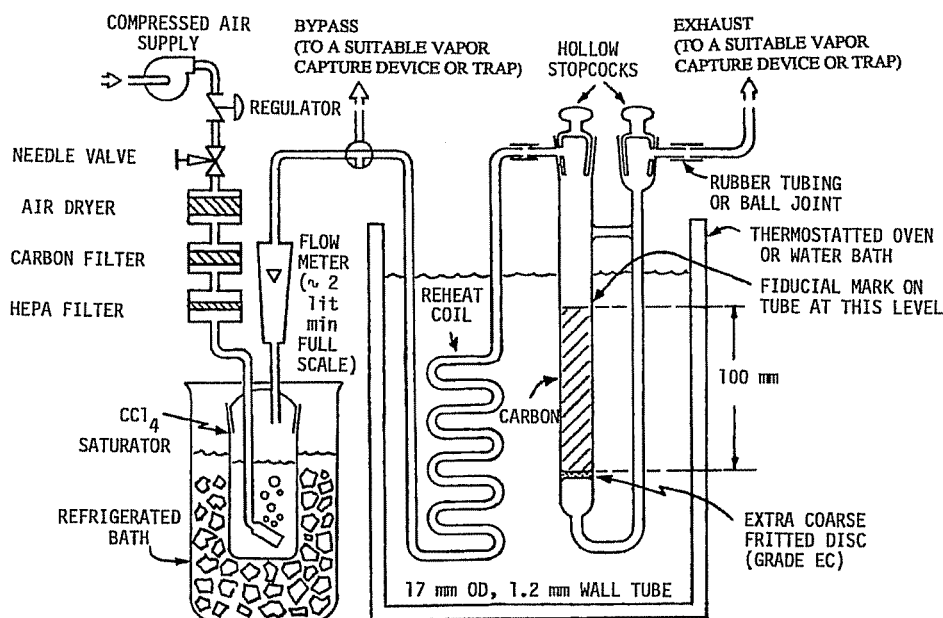 COMPRESSED AIR
SUPPLY
BYPASS
(TO A SUITABLE VAPOR
CAPTURE DEVICE OR TRAP)
HOLLOW
STOPCOCKS
EXHAUST
(TO A SUITABLE VAPOR
CAPTURE DEVICE OR TRAP)
REGULATOR
NEEDLE VALVE
AIR DRYER
CARBON FILTER
HEPA FILTER
FLOW
METER
(~ 2
lit
min
FULL
SCALE)
RUBBER TUBING
OR BALL JOINT
THERMOSTATTED OVEN
OR WATER BATH
FIDUCIAL MARK ON
TUBE AT THIS LEVEL
REHEAT
COIL
100 mm
CARBON
CCl4
SATURATOR
REFRIGERATED
BATH
EXTRA COARSE
FRITTED DISC
(GRADE EC)
17 mm OD, 1.2 mm WALL TUBE